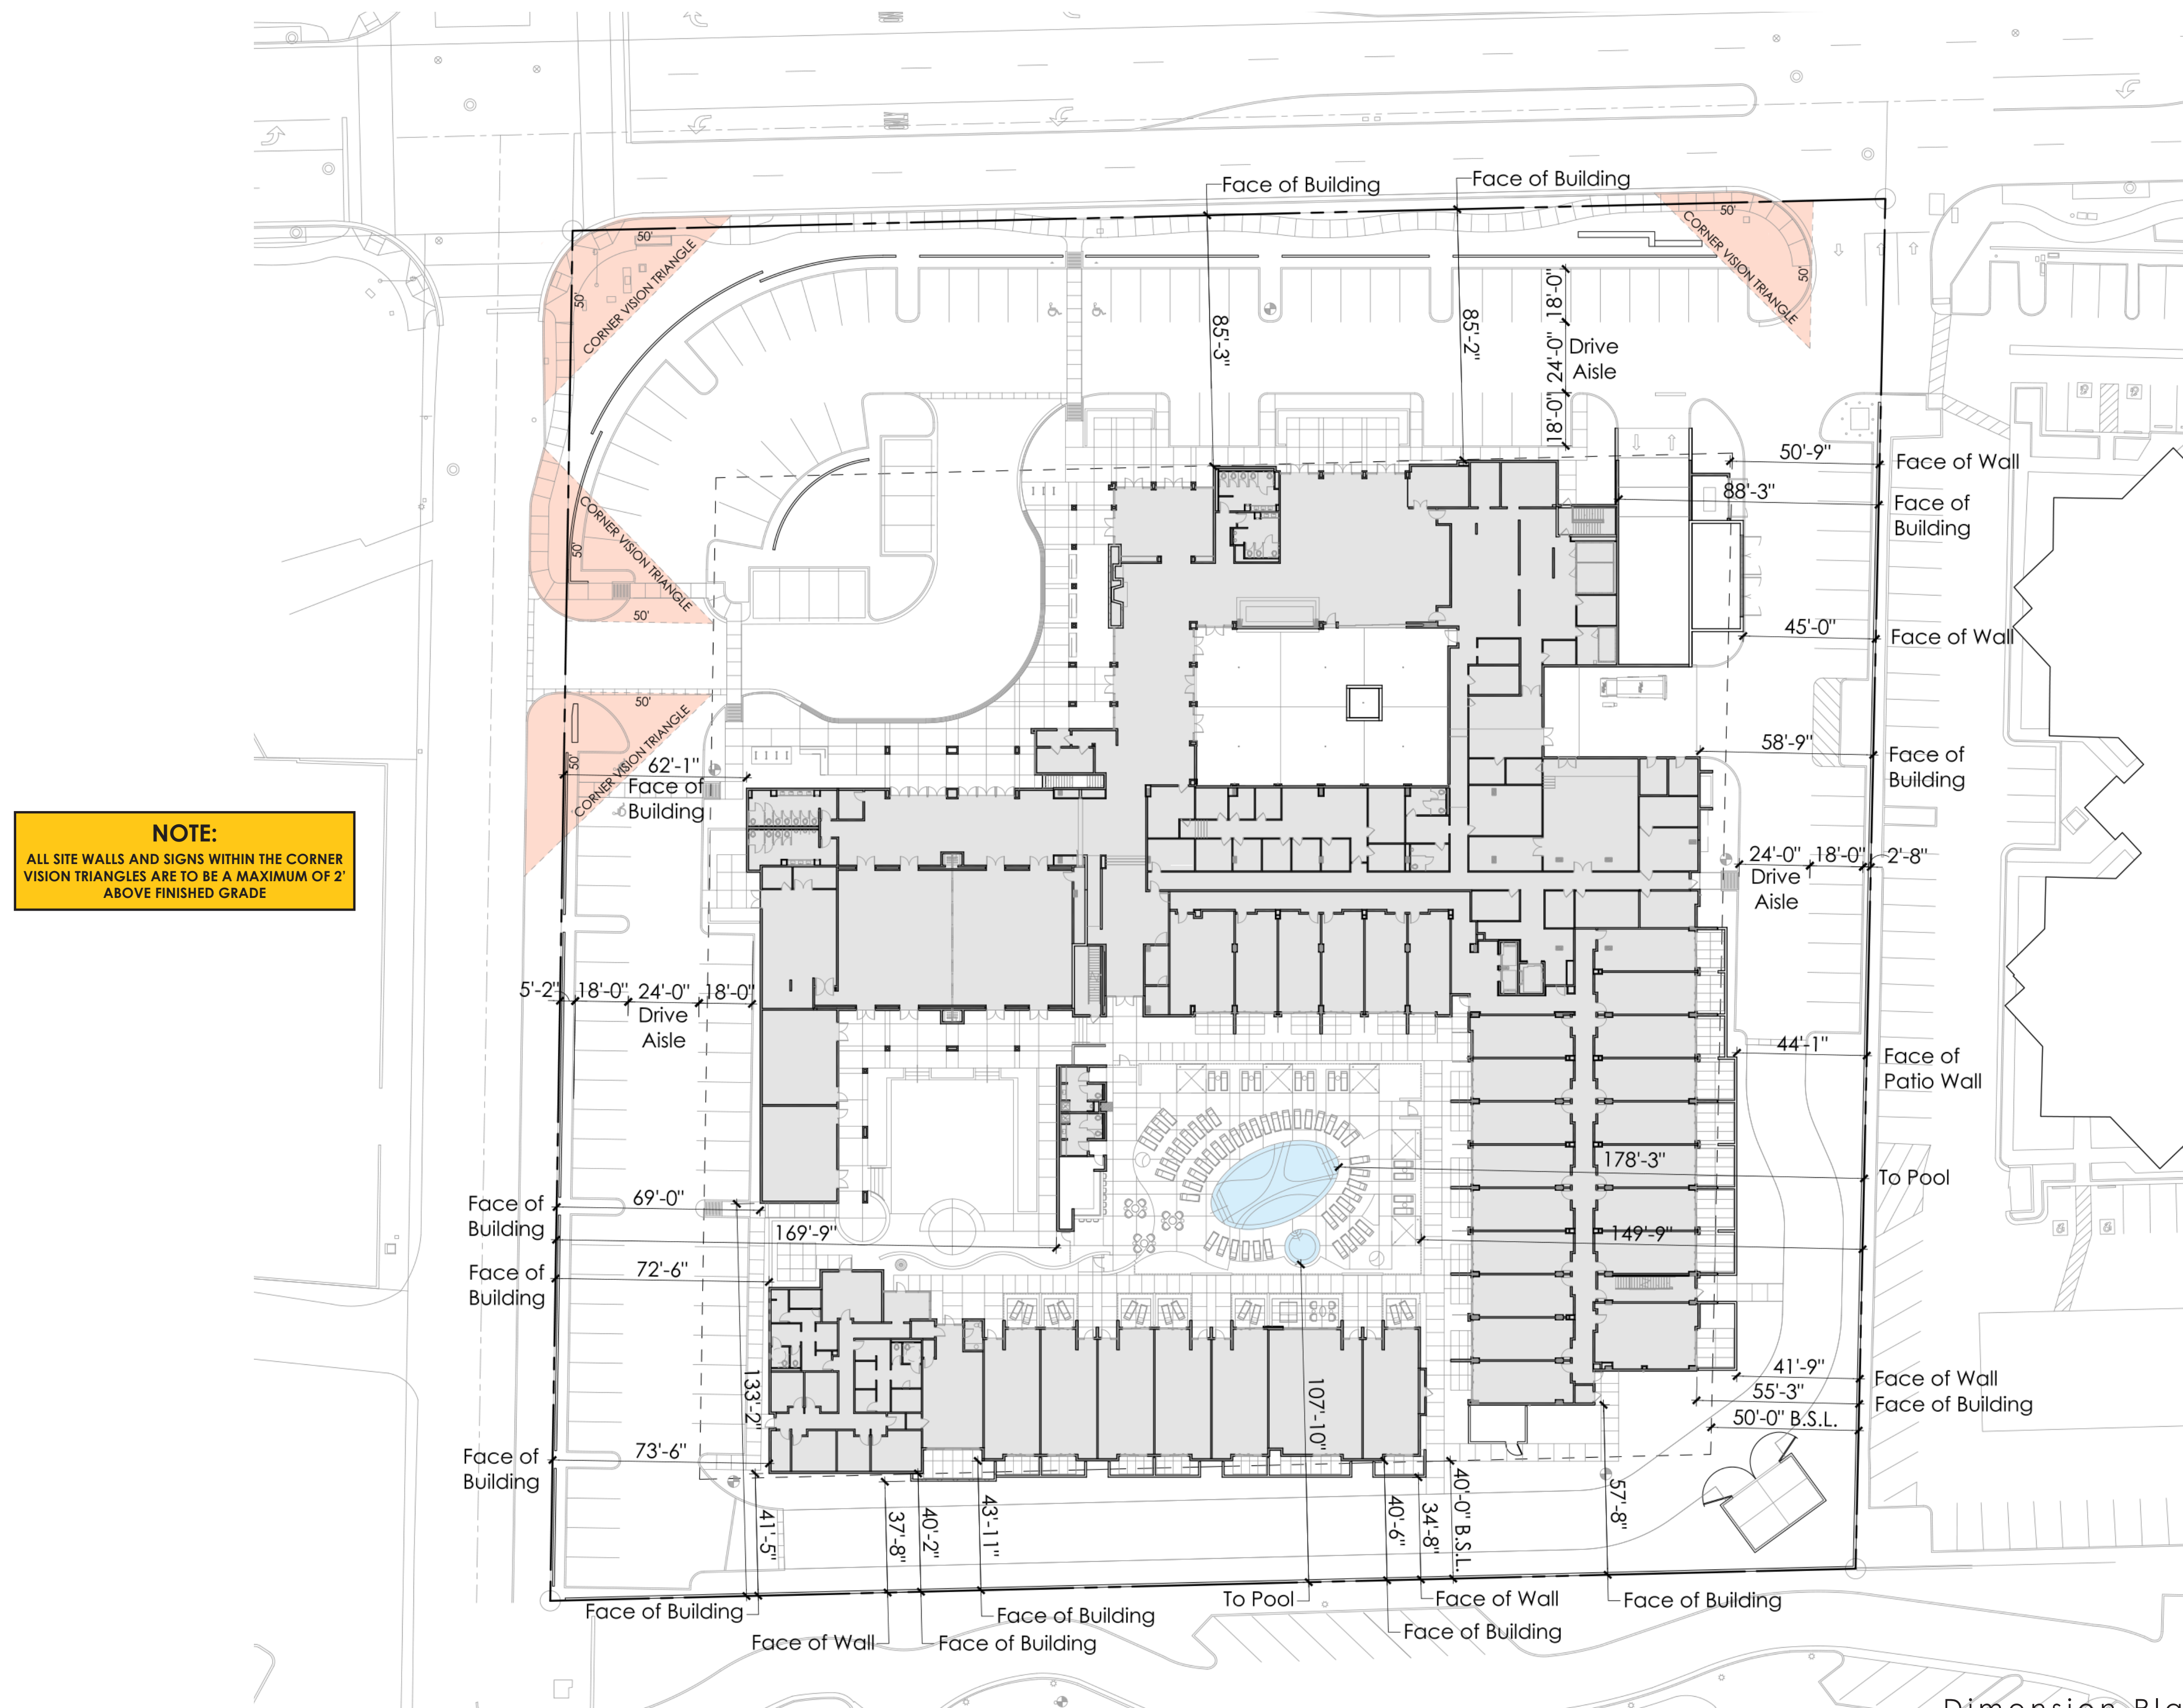 Face of Building
Face of Building
50'
50'
CORNER VISION TRIANGLE
50'
50'
CORNER VISION TRIANGLE
85'-3"
85'-2"
18'-0"
24'-0"
Drive
Aisle
18'-0"
50'-9"
Face of Wall
88'-3"
Face of
Building
50'
50'
CORNER VISION TRIANGLE
45'-0"
Face of Wall
50'
50'
CORNER VISION TRIANGLE
62'-1"
Face of
Building
58'-9"
Face of
Building
NOTE:
ALL SITE WALLS AND SIGNS WITHIN THE CORNER
VISION TRIANGLES ARE TO BE A MAXIMUM OF 2'
ABOVE FINISHED GRADE
24'-0"
18'-0"
2'-8"
Drive
Aisle
5'-2"
18'-0"
24'-0"
18'-0"
Drive
Aisle
44'-1"
Face of
Patio Wall
178'-3"
To Pool
Face of
Building
69'-0"
169'-9"
149'-9"
Face of
Building
72'-6"
133'-2"
107'-10"
41'-9"
Face of Wall
55'-3"
Face of Building
50'-0" B.S.L.
Face of
Building
73'-6"
41'-5"
37'-8"
40'-2"
43'-11"
40'-6"
34'-8"
40'-0" B.S.L.
57'-8"
Face of Building
Face of Wall
Face of Building
Face of Building
To Pool
Face of Wall
Face of Building
Face of Building